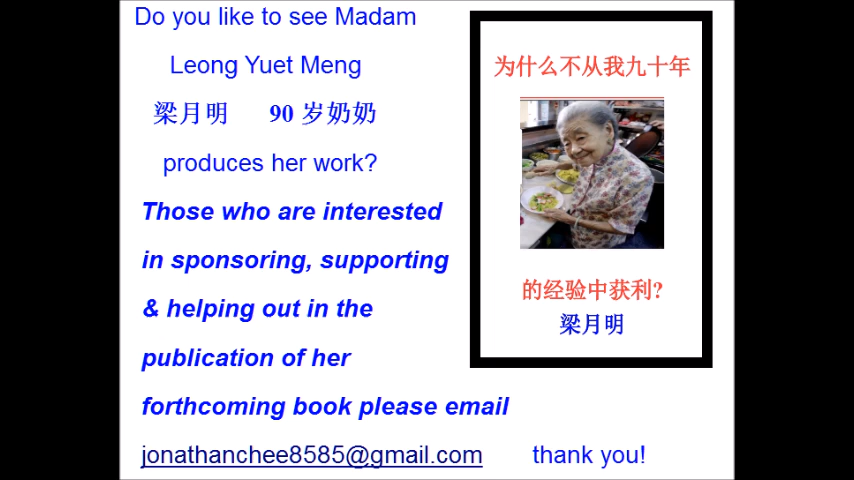 Do you like to see Madam
Leong Yuet Meng
梁月明 90 岁奶奶
produces her work?
Those who are interested
in sponsoring, supporting
& helping out in the
publication of her
forthcoming book please email
jonathanchee8585@gmail.com thank you!
为什么不从我九十年
的经验中获利?
梁月明